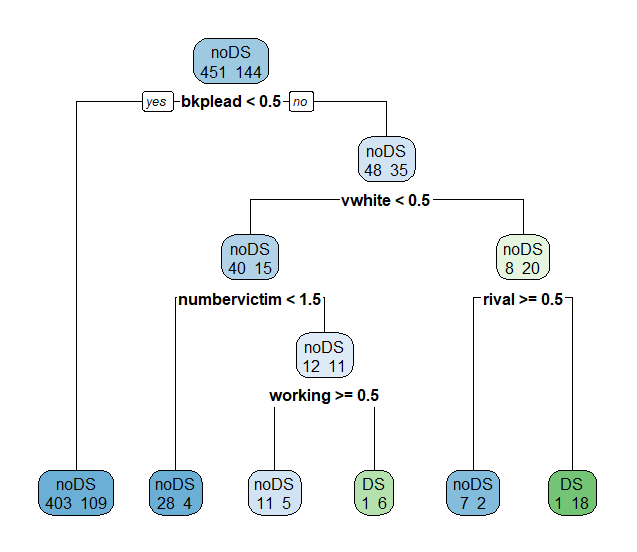 noDS
451 144
yes bkplead < 0.5 no
noDS
48 35
vwhite < 0.5
noDS
40 15
noDS
8 20
numbervictim < 1.5
rival >= 0.5
noDS
12 11
working >= 0.5
noDS
403 109
noDS
28 4
noDS
11 5
DS
1 6
noDS
7 2
DS
1 18